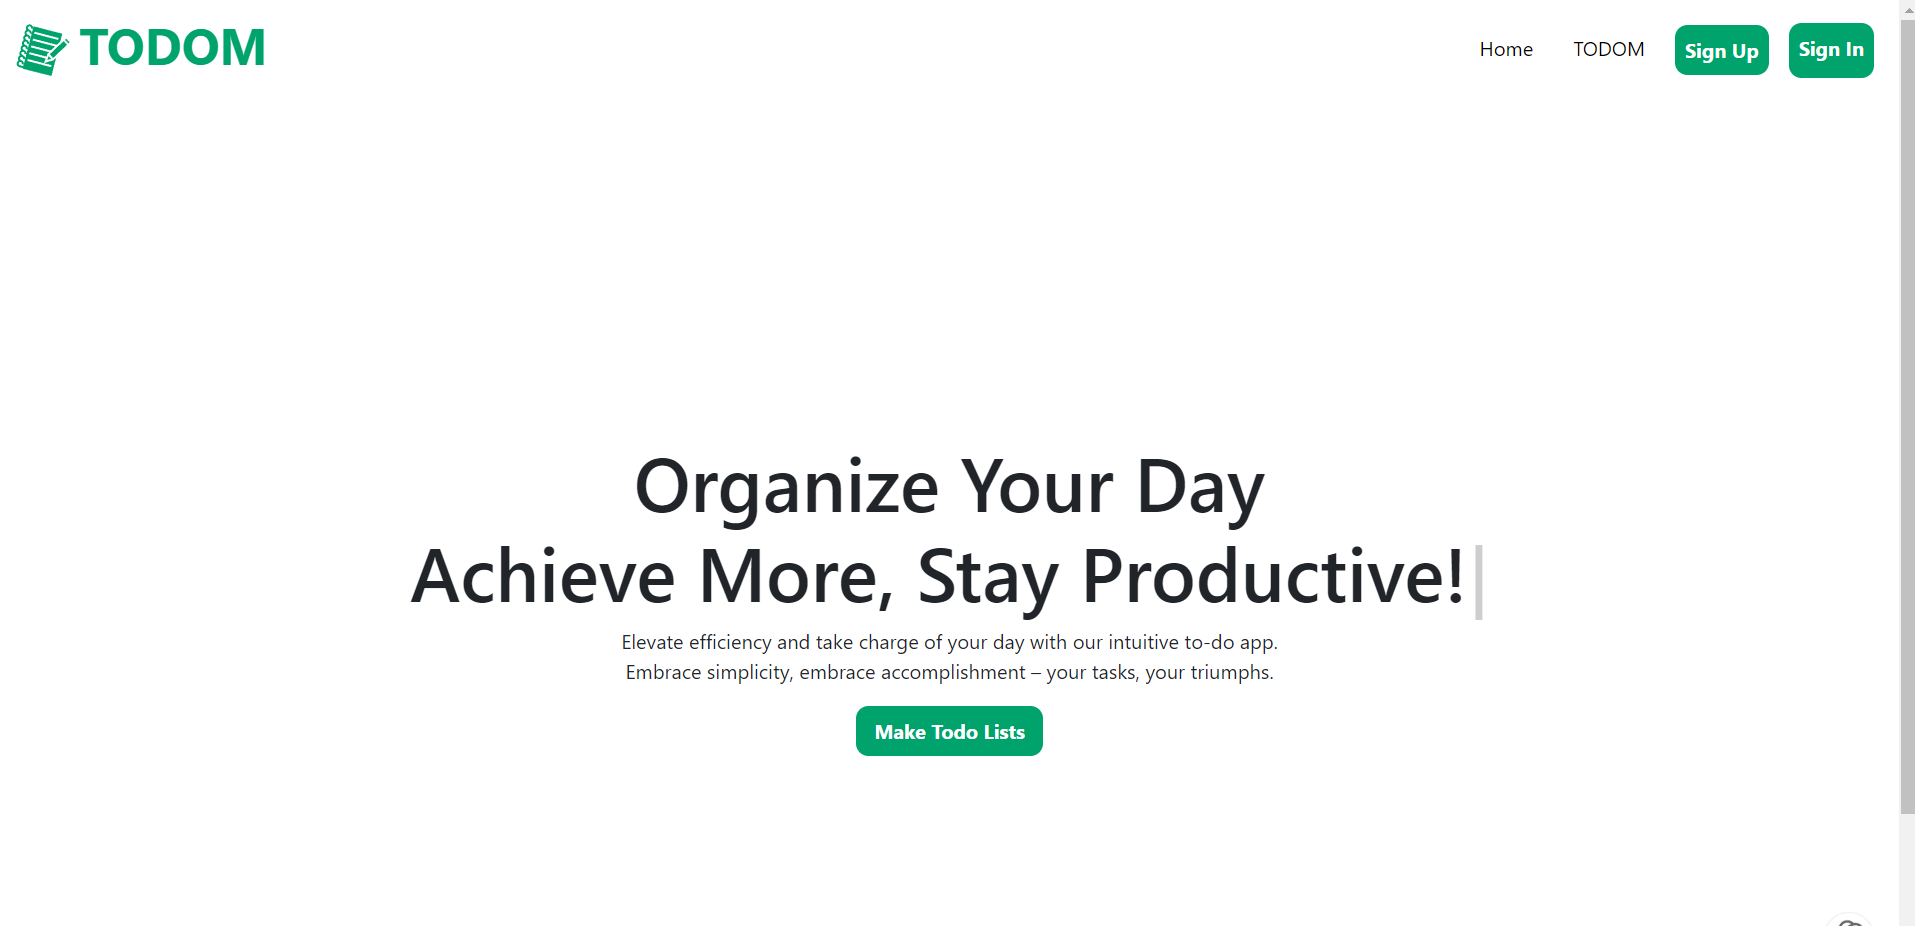 TODOM
Home
TODOM
Sign Up
Sign In
Organize Your Day
Achieve More, Stay Productive!
Elevate efficiency and take charge of your day with our intuitive to-do app.
Embrace simplicity, embrace accomplishment – your tasks, your triumphs.
Make Todo Lists